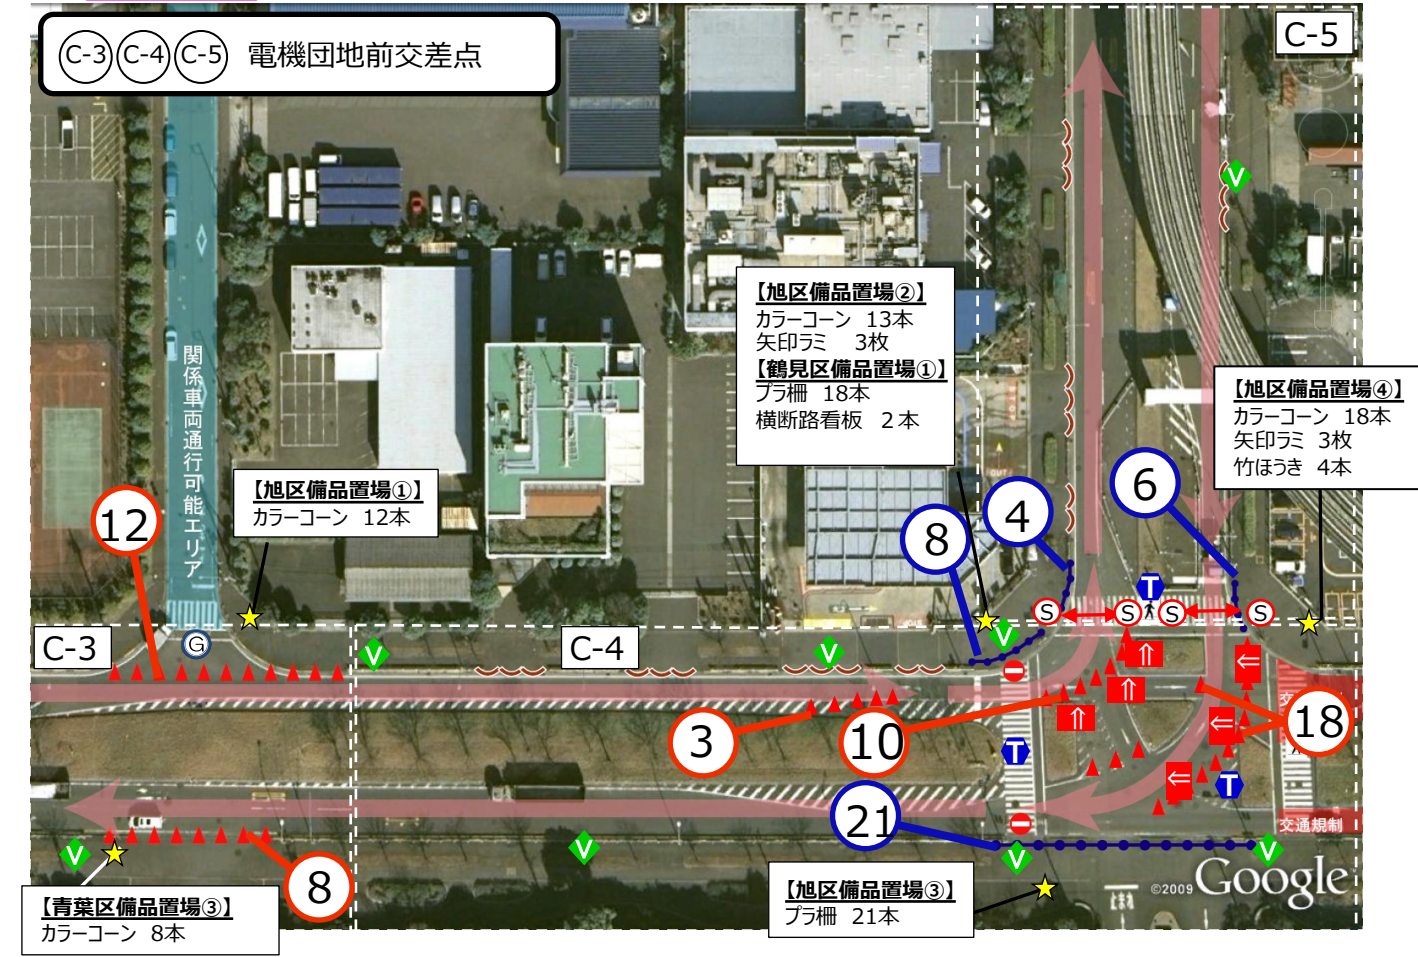 C-3 C-4 C-5 電機団地前交差点
C-5
関係車両通行可能エリア
【旭区備品置場②】
カラーコーン 13本
矢印ラミ 3枚
【鶴見区備品置場①】
プラ柵 18本
横断路看板 2本
【旭区備品置場④】
カラーコーン 18本
矢印ラミ 3枚
竹ほうき 4本
【旭区備品置場①】
カラーコーン 12本
12
8
4
6
T
S
S
S
S
G
C-3
C-4
V
V
V
V
⇑
⇑
⇑
⇐
⇐
⇐
3
10
18
T
T
21
8
V
V
V
V
交通規制
【青葉区備品置場③】
カラーコーン 8本
【旭区備品置場③】
プラ柵 21本
止まれ
©2009 Google